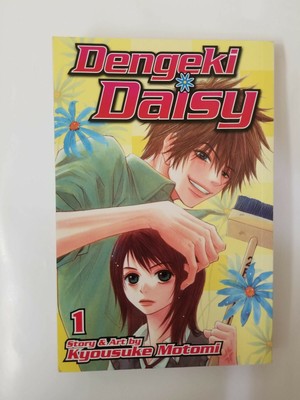 Dengeki
Daisy
1
Story & Art by
Kyousuke Motomi